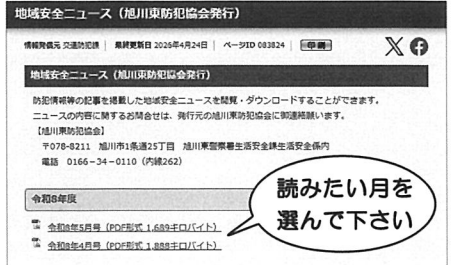 地域安全ニュース（旭川東防犯協会発行）
情報発信元 交通防犯課 最終更新日 2026年4月24日 ページID 083824 印刷
地域安全ニュース（旭川東防犯協会発行）
防犯情報等の記事を掲載した地域安全ニュースを閲覧・ダウンロードすることができます。
ニュースの内容に関するお問合せは、発行元の旭川東防犯協会に御連絡願います。
【旭川東防犯協会】
〒078-8211 旭川市1条通25丁目 旭川東警察署生活安全課生活安全係内
電話 0166-34-0110（内線262）
令和8年度
読みたい月を
選んで下さい
令和8年5月号（PDF形式 1,689キロバイト）
令和8年4月号（PDF形式 1,888キロバイト）